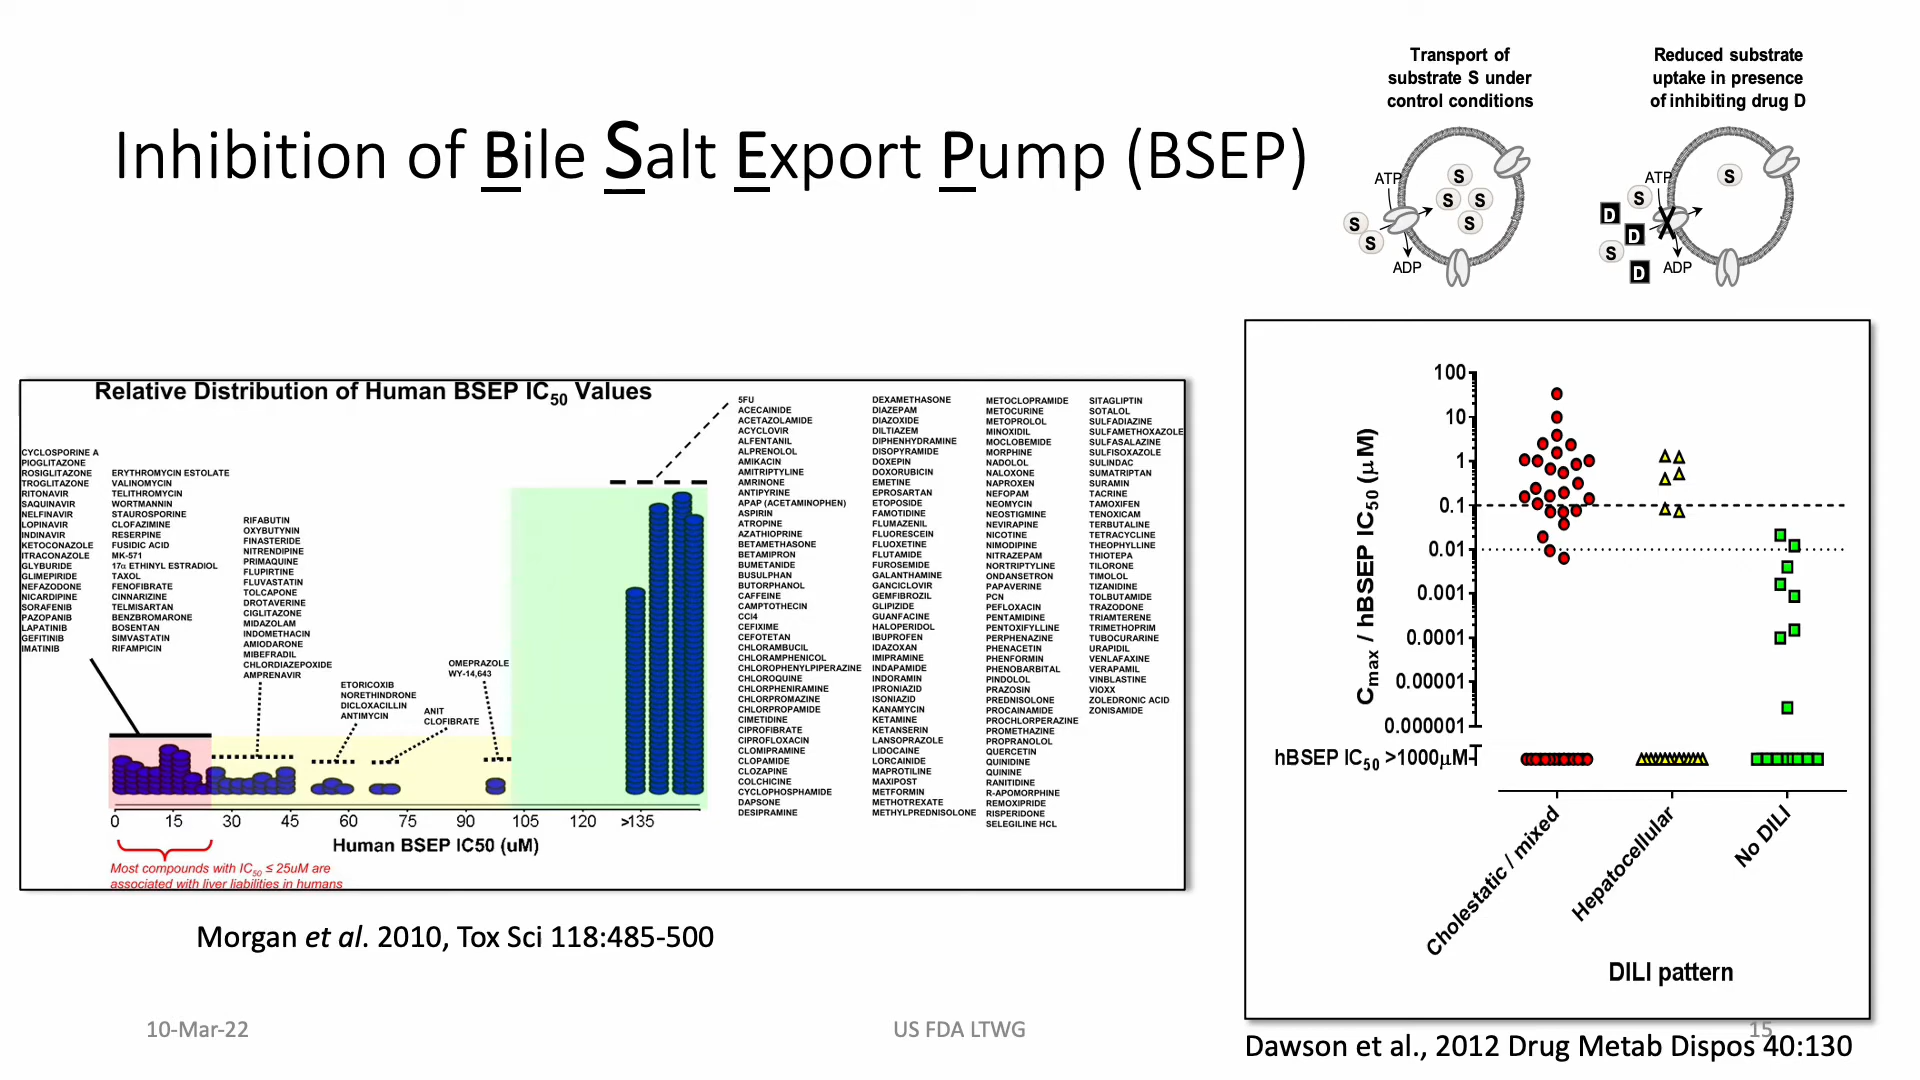 Transport of
substrate S under
control conditions
Reduced substrate
uptake in presence
of inhibiting drug D
Inhibition of Bile Salt Export Pump (BSEP)
ATP
S
S
S
S
S
S
ADP
ATP
S
S
D
D
S
D
ADP
Relative Distribution of Human BSEP IC50 Values
CYCLOSPORINE A
PIOGLITAZONE
ROSIGLITAZONE
TROGLITAZONE
RITONAVIR
SAQUINAVIR
NELFINAVIR
LOPINAVIR
INDINAVIR
KETOCONAZOLE
ITRACONAZOLE
GLYBURIDE
GLIMEPIRIDE
NEFAZODONE
NICARDIPINE
SORAFENIB
PAZOPANIB
LAPATINIB
GEFITINIB
IMATINIB
ERYTHROMYCIN ESTOLATE
VALINOMYCIN
TELITHROMYCIN
WORTMANNIN
STAUROSPORINE
CLOFAZIMINE
RESERPINE
FUSIDIC ACID
MK-571
17α ETHINYL ESTRADIOL
TAXOL
FENOFIBRATE
CINNARIZINE
TELMISARTAN
BENZBROMARONE
BOSENTAN
SIMVASTATIN
RIFAMPICIN
RIFABUTIN
OXYBUTYNIN
FINASTERIDE
NITRENDIPINE
PRIMAQUINE
FLUPIRTINE
FLUVASTATIN
TOLCAPONE
DROTAVERINE
CIGLITAZONE
MIDAZOLAM
INDOMETHACIN
AMIODARONE
MIBEFRADIL
CHLORDIAZEPOXIDE
AMPRENAVIR
ETORICOXIB
NORETHINDRONE
DICLOXACILLIN
ANTIMYCIN
ANIT
CLOFIBRATE
OMEPRAZOLE
WY-14,643
5FU
ACECAINIDE
ACETAZOLAMIDE
ACYCLOVIR
ALFENTANIL
ALPRENOLOL
AMIKACIN
AMITRIPTYLINE
AMRINONE
ANTIPYRINE
APAP (ACETAMINOPHEN)
ASPIRIN
ATROPINE
AZATHIOPRINE
BETAMETHASONE
BETAMIPRON
BUMETANIDE
BUSULPHAN
BUTORPHANOL
CAFFEINE
CAMPTOTHECIN
CCl4
CEFIXIME
CEFOTETAN
CHLORAMBUCIL
CHLORAMPHENICOL
CHLOROPHENYLPIPERAZINE
CHLOROQUINE
CHLORPHENIRAMINE
CHLORPROMAZINE
CHLORPROPAMIDE
CIMETIDINE
CIPROFIBRATE
CIPROFLOXACIN
CLOMIPRAMINE
CLOPAMIDE
CLOZAPINE
COLCHICINE
CYCLOPHOSPHAMIDE
DAPSONE
DESIPRAMINE
DEXAMETHASONE
DIAZEPAM
DIAZOXIDE
DILTIAZEM
DIPHENHYDRAMINE
DISOPYRAMIDE
DOXEPIN
DOXORUBICIN
EMETINE
EPROSARTAN
ETOPOSIDE
FAMOTIDINE
FLUMAZENIL
FLUORESCEIN
FLUOXETINE
FLUTAMIDE
FUROSEMIDE
GALANTHAMINE
GANCICLOVIR
GEMFIBROZIL
GLIPIZIDE
GUANFACINE
HALOPERIDOL
IBUPROFEN
IDAZOXAN
IMIPRAMINE
INDAPAMIDE
INDORAMIN
IPRONIAZID
ISONIAZID
KANAMYCIN
KETAMINE
KETANSERIN
LANSOPRAZOLE
LIDOCAINE
LORCAINIDE
MAPROTILINE
MAXIPOST
METFORMIN
METHOTREXATE
METHYLPREDNISOLONE
METOCLOPRAMIDE
METOCURINE
METOPROLOL
MINOXIDIL
MOCLOBEMIDE
MORPHINE
NADOLOL
NALOXONE
NAPROXEN
NEFOPAM
NEOMYCIN
NEOSTIGMINE
NEVIRAPINE
NICOTINE
NIMODIPINE
NITRAZEPAM
NORTRIPTYLINE
ONDANSETRON
PAPAVERINE
PCN
PEFLOXACIN
PENTAMIDINE
PENTOXIFYLLINE
PERPHENAZINE
PHENACETIN
PHENFORMIN
PHENOBARBITAL
PINDOLOL
PRAZOSIN
PREDNISOLONE
PROCAINAMIDE
PROCHLORPERAZINE
PROMETHAZINE
PROPRANOLOL
QUERCETIN
QUINIDINE
QUININE
RANITIDINE
R-APOMORPHINE
REMOXIPRIDE
RISPERIDONE
SELEGILINE HCL
SITAGLIPTIN
SOTALOL
SULFADIAZINE
SULFAMETHOXAZOLE
SULFASALAZINE
SULFISOXAZOLE
SULINDAC
SUMATRIPTAN
SURAMIN
TACRINE
TAMOXIFEN
TENOXICAM
TERBUTALINE
TETRACYCLINE
THEOPHYLLINE
THIOTEPA
TILORONE
TIMOLOL
TIZANIDINE
TOLBUTAMIDE
TRAZODONE
TRIAMTERENE
TRIMETHOPRIM
TUBOCURARINE
URAPIDIL
VENLAFAXINE
VERAPAMIL
VINBLASTINE
VIOXX
ZOLEDRONIC ACID
ZONISAMIDE
0 15 30 45 60 75 90 105 120 >135
Human BSEP IC50 (uM)
Most compounds with IC50 ≤ 25uM are
associated with liver liabilities in humans
Morgan et al. 2010, Tox Sci 118:485-500
Cmax / hBSEP IC50 (μM)
100
10
1
0.1
0.01
0.001
0.0001
0.00001
0.000001
hBSEP IC50 >1000μM
Cholestatic / mixed
Hepatocellular
No DILI
DILI pattern
10-Mar-22
US FDA LTWG
15
Dawson et al., 2012 Drug Metab Dispos 40:130